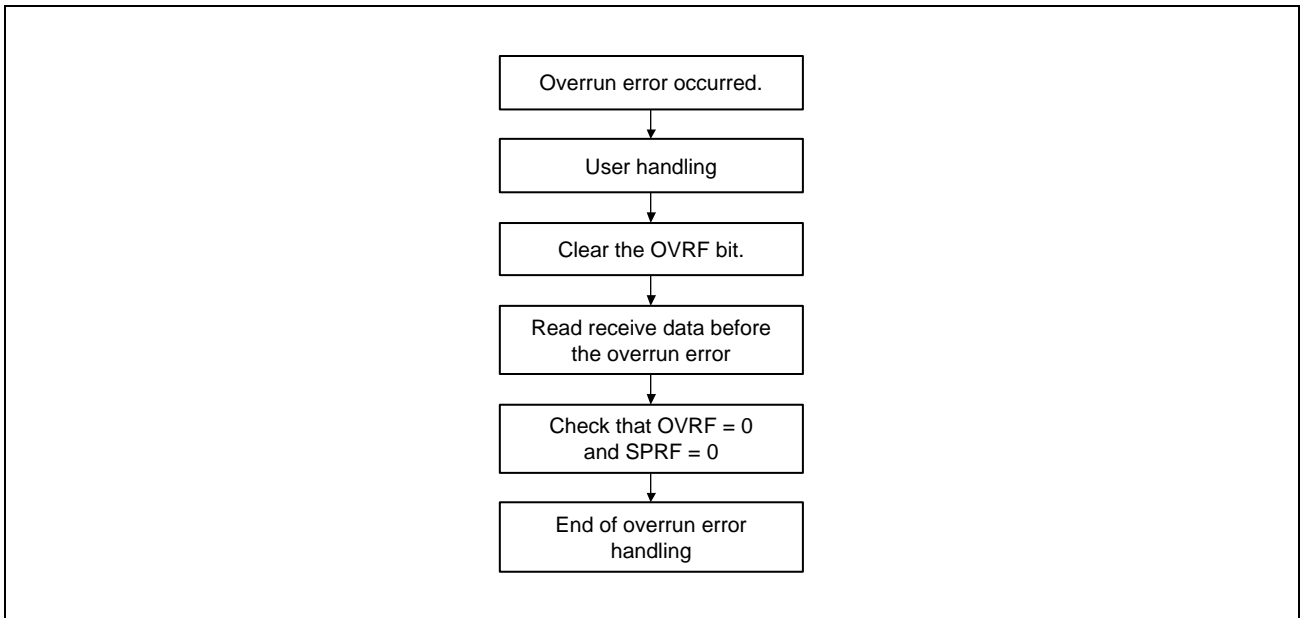 Overrun error occurred.
User handling
Clear the OVRF bit.
Read receive data before
the overrun error
Check that OVRF = 0
and SPRF = 0
End of overrun error
handling